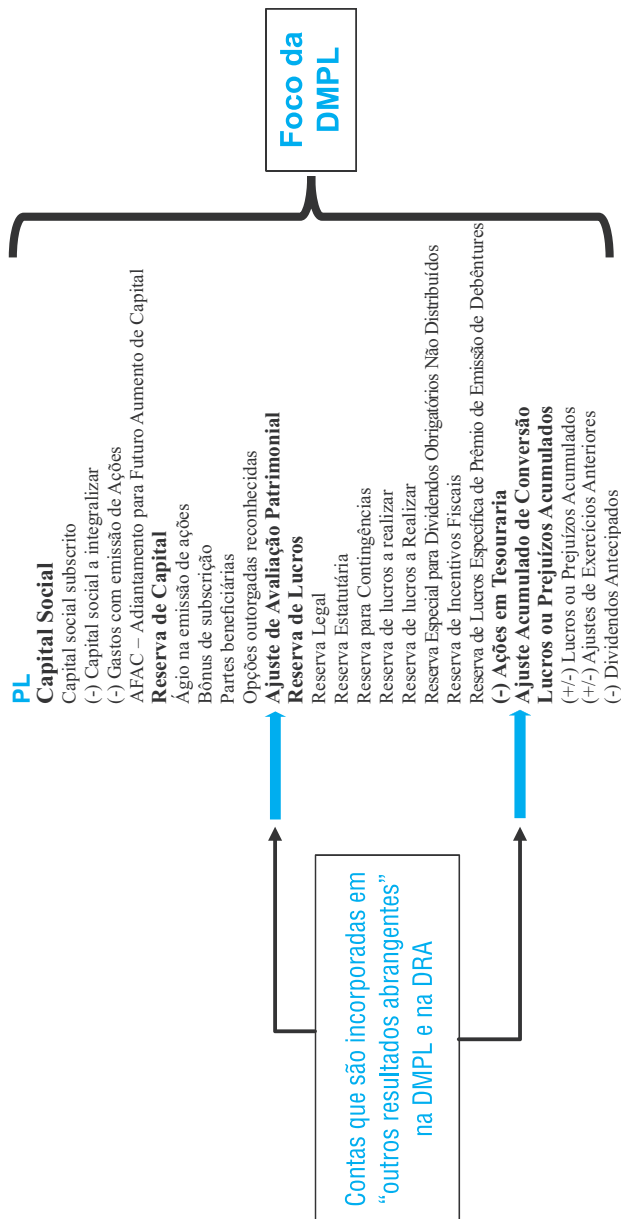 Contas que são incorporadas em
“outros resultados abrangentes”
na DMPL e na DRA
PL
Capital Social
Capital social subscrito
(-) Capital social a integralizar
(-) Gastos com emissão de Ações
AFAC – Adiantamento para Futuro Aumento de Capital
Reserva de Capital
Ágio na emissão de ações
Bônus de subscrição
Partes beneficiárias
Opções outorgadas reconhecidas
Ajuste de Avaliação Patrimonial
Reserva de Lucros
Reserva Legal
Reserva Estatutária
Reserva para Contingências
Reserva de lucros a realizar
Reserva de lucros a Realizar
Reserva Especial para Dividendos Obrigatórios Não Distribuídos
Reserva de Incentivos Fiscais
Reserva de Lucros Específica de Prêmio de Emissão de Debêntures
(-) Ações em Tesouraria
Ajuste Acumulado de Conversão
Lucros ou Prejuízos Acumulados
(+/-) Lucros ou Prejuízos Acumulados
(+/-) Ajustes de Exercícios Anteriores
(-) Dividendos Antecipados
Foco da
DMPL